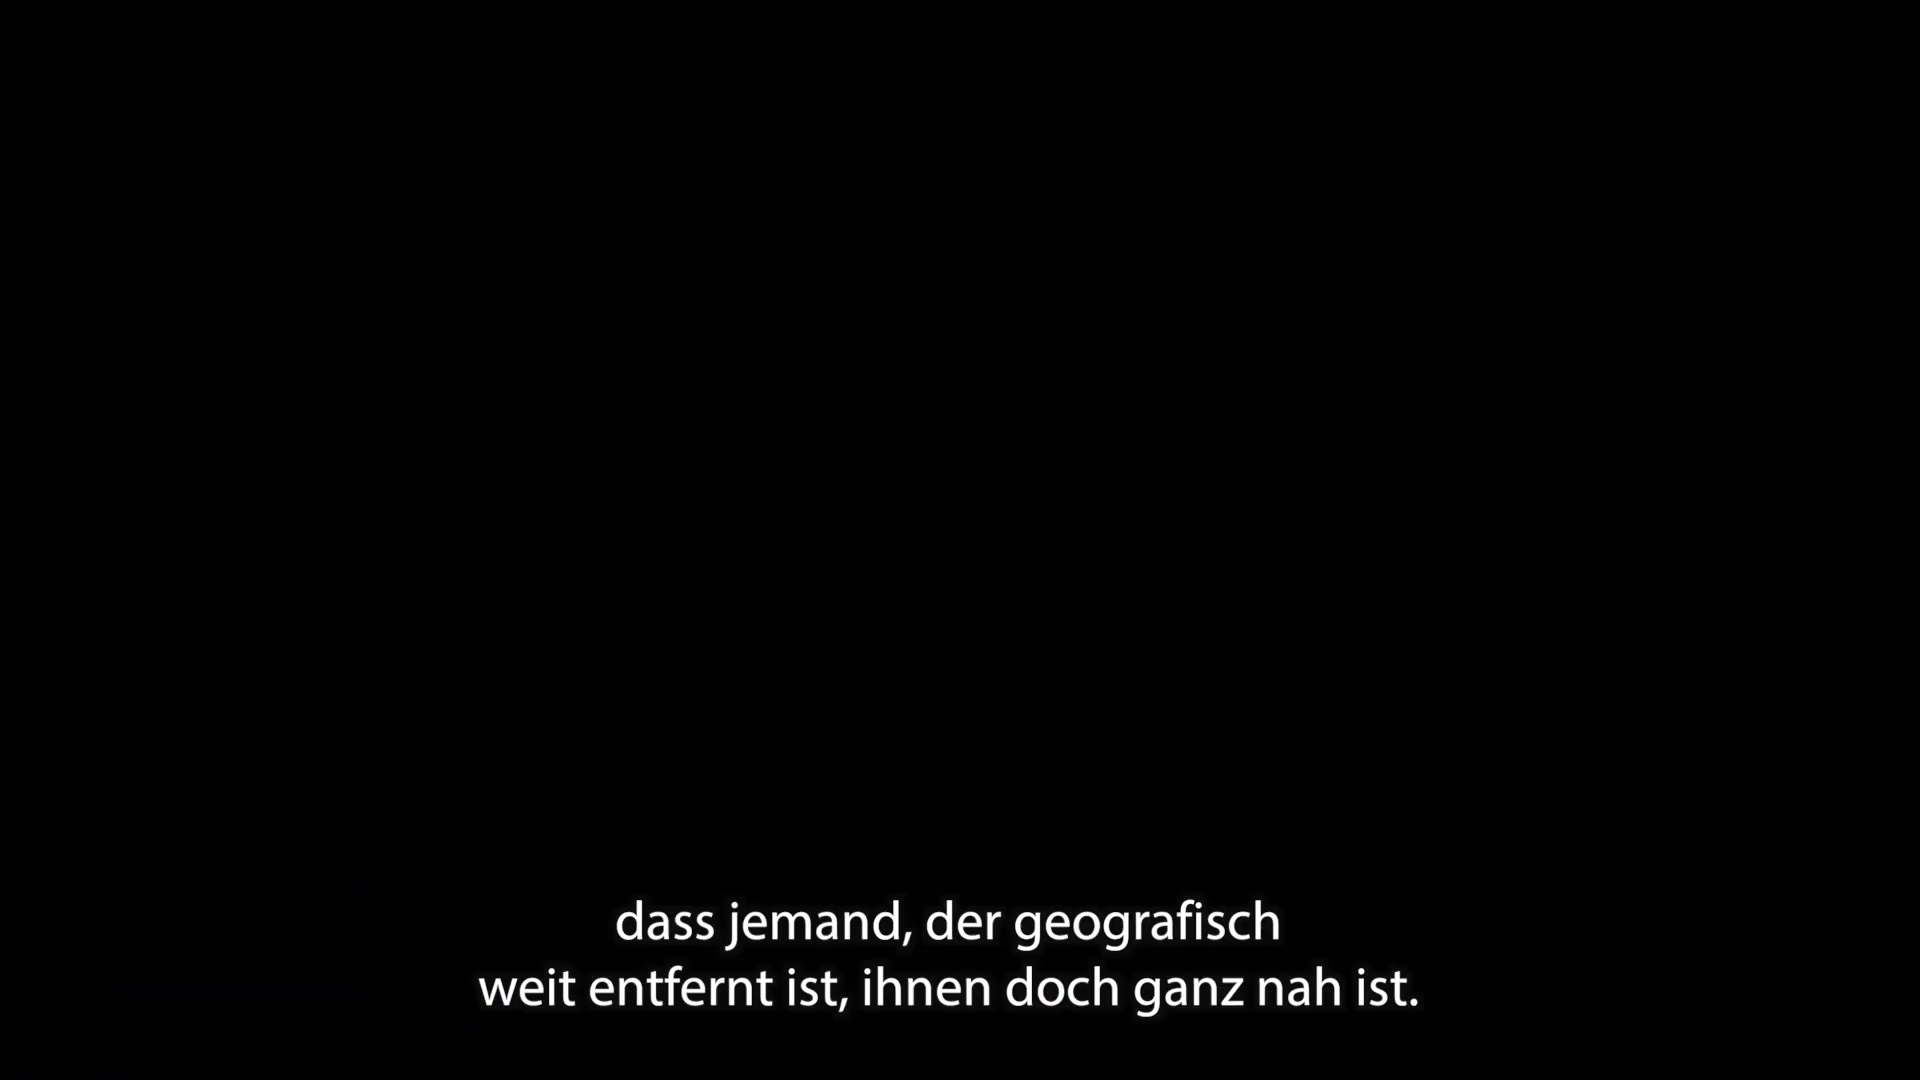 dass jemand, der geografisch
weit entfernt ist, ihnen doch ganz nah ist.